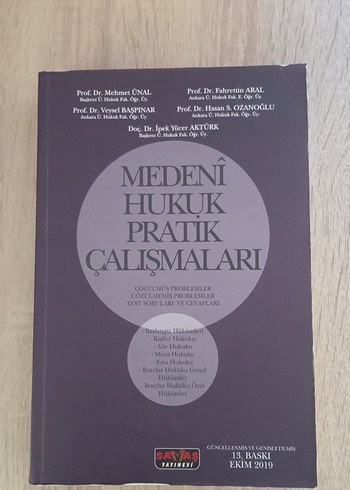 Prof. Dr. Mehmet ÜNAL
Başkent Ü. Hukuk Fak. Öğr. Üy.
Prof. Dr. Fahrettin ARAL
Ankara Ü. Hukuk Fak. E. Öğr. Üy.
Prof. Dr. Veysel BAŞPINAR
Ankara Ü. Hukuk Fak. Öğr. Üy.
Prof. Dr. Hasan S. OZANOĞLU
Ankara Ü. Hukuk Fak. Öğr. Üy.
Doç. Dr. İpek Yücer AKTÜRK
Başkent Ü. Hukuk Fak. Öğr. Üy.
MEDENÎ
HUKUK
PRATİK
ÇALIŞMALARI
ÇÖZÜLMÜŞ PROBLEMLER
ÇÖZÜLMEMİŞ PROBLEMLER
TEST SORULARI VE CEVAPLARI
- Başlangıç Hükümleri
- Kişiler Hukuku
- Aile Hukuku
- Miras Hukuku
- Eşya Hukuku
- Borçlar Hukuku Genel
Hükümler
- Borçlar Hukuku Özel
Hükümler
GÜNCELLENMİŞ VE GENİŞLETİLMİŞ
13. BASKI
EKİM 2019
SAVAŞ
YAYINEVİ